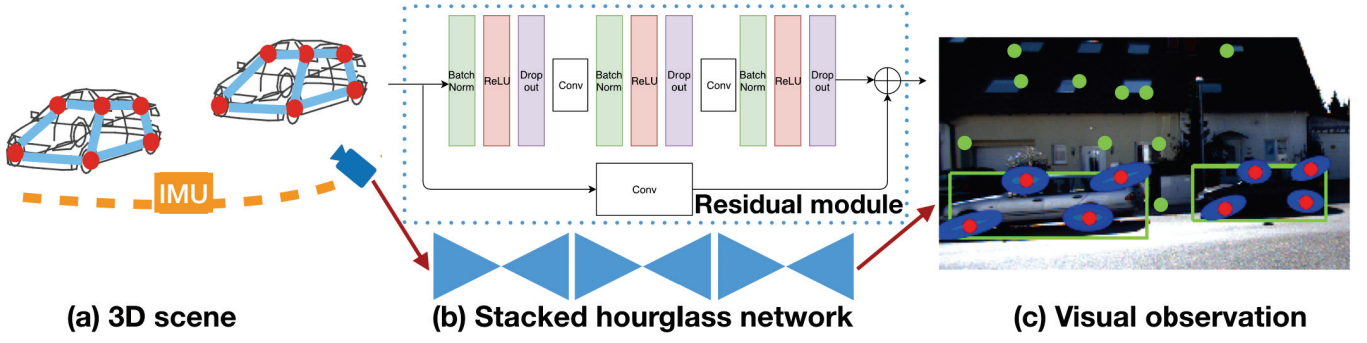 IMU
Batch
Norm
ReLU
Drop
out
Conv
Batch
Norm
ReLU
Drop
out
Conv
Batch
Norm
ReLU
Drop
out
Conv
Residual module
(a) 3D scene
(b) Stacked hourglass network
(c) Visual observation